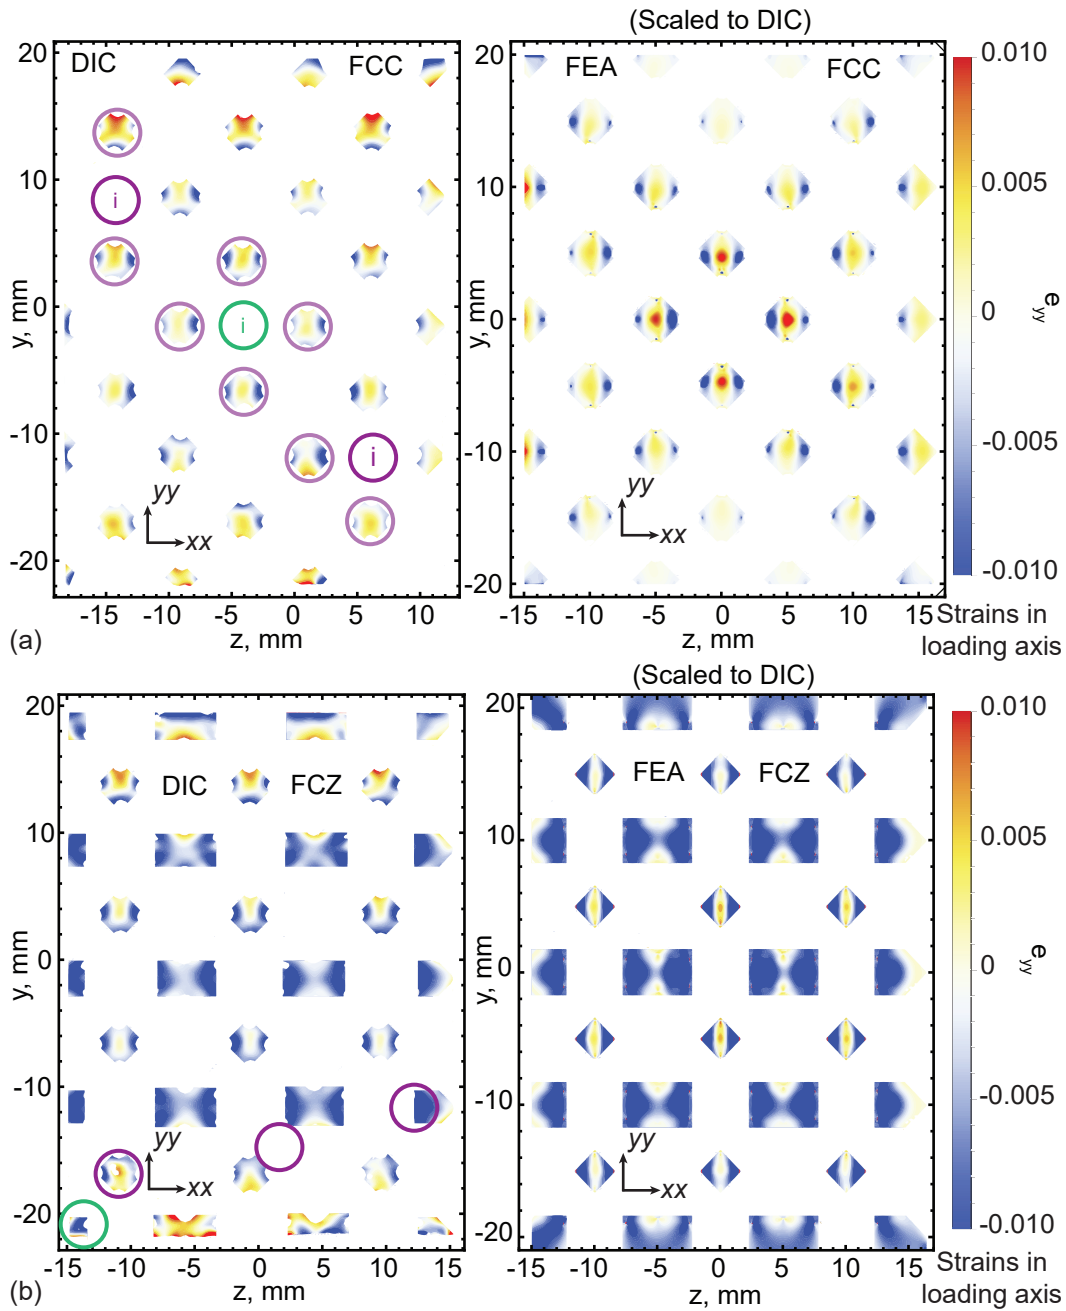 (Scaled to DIC)
DIC
FCC
FEA
FCC
20
10
0
-10
-20
y, mm
i
i
i
yy
xx
-15
-10
-5
0
5
10
z, mm
20
10
0
-10
-20
y, mm
yy
xx
-15
-10
-5
0
5
10
15
z, mm
0.010
0.005
0
-0.005
-0.010
eyy
Strains in
loading axis
(a)
(Scaled to DIC)
DIC
FCZ
FEA
FCZ
20
10
0
-10
-20
y, mm
yy
xx
-15
-10
-5
0
5
10
15
z, mm
20
10
0
-10
-20
y, mm
yy
xx
-15
-10
-5
0
5
10
15
z, mm
0.010
0.005
0
-0.005
-0.010
eyy
Strains in
loading axis
(b)